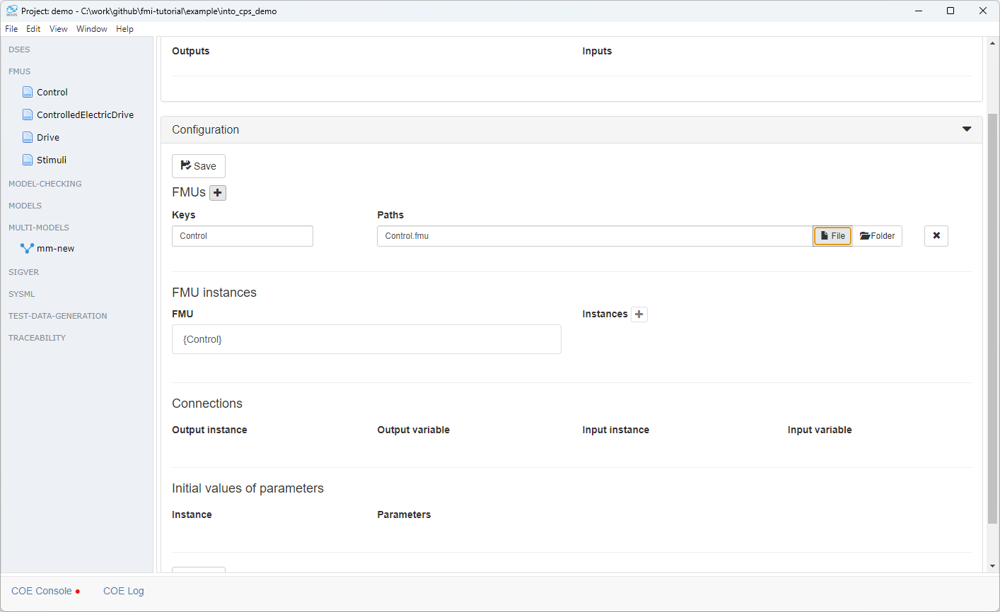 Project: demo - C:\work\github\fmi-tutorial\example\into_cps_demo
File Edit View Window Help
DSES
FMUS
Control
ControlledElectricDrive
Drive
Stimuli
MODEL-CHECKING
MODELS
MULTI-MODELS
mm-new
SIGVER
SYSML
TEST-DATA-GENERATION
TRACEABILITY
Outputs Inputs
Configuration
Save
FMUs
Keys Paths
Control Control.fmu File Folder
FMU instances
FMU Instances
{Control}
Connections
Output instance Output variable Input instance Input variable
Initial values of parameters
Instance Parameters
COE Console COE Log